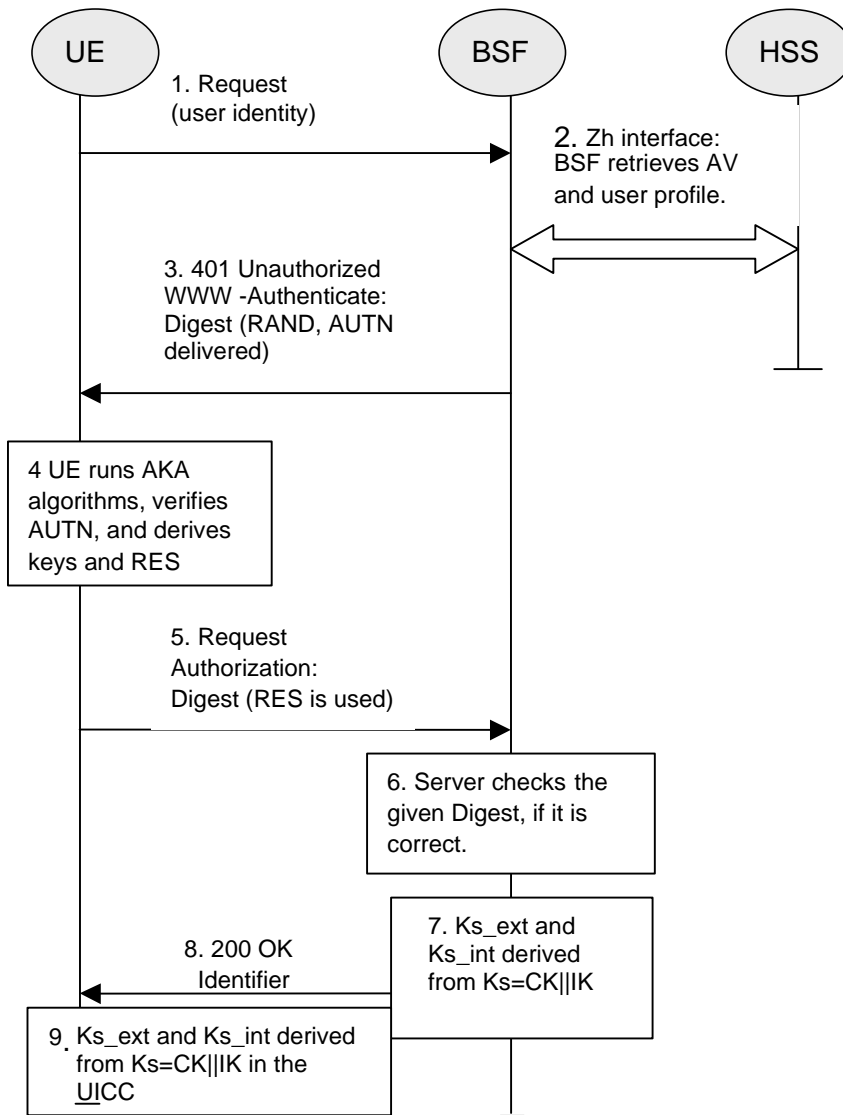 UE
BSF
HSS
1. Request
(user identity)
2. Zh interface:
BSF retrieves AV
and user profile.
3. 401 Unauthorized
WWW -Authenticate:
Digest (RAND, AUTN
delivered)
4 UE runs AKA
algorithms, verifies
AUTN, and derives
keys and RES
5. Request
Authorization:
Digest (RES is used)
6. Server checks the
given Digest, if it is
correct.
7. Ks_ext and
Ks_int derived
from Ks=CK||IK
8. 200 OK
Identifier
9. Ks_ext and Ks_int derived
from Ks=CK||IK in the
UICC